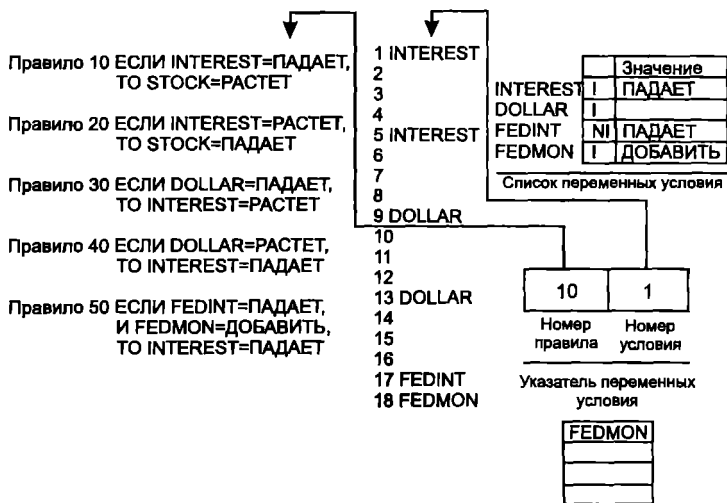 Правило 10 ЕСЛИ INTEREST=ПАДАЕТ,
ТО STOCK=РАСТЕТ
Правило 20 ЕСЛИ INTEREST=РАСТЕТ,
ТО STOCK=ПАДАЕТ
Правило 30 ЕСЛИ DOLLAR=ПАДАЕТ,
ТО INTEREST=РАСТЕТ
Правило 40 ЕСЛИ DOLLAR=РАСТЕТ,
ТО INTEREST=ПАДАЕТ
Правило 50 ЕСЛИ FEDINT=ПАДАЕТ,
И FEDMON=ДОБАВИТЬ,
ТО INTEREST=ПАДАЕТ
1 INTEREST
2
3
4
5 INTEREST
6
7
8
9 DOLLAR
10
11
12
13 DOLLAR
14
15
16
17 FEDINT
18 FEDMON
Значение
INTEREST I ПАДАЕТ
DOLLAR I
FEDINT NI ПАДАЕТ
FEDMON I ДОБАВИТЬ
Список переменных условия
10 1
Номер правила Номер условия
Указатель переменных
условия
FEDMON